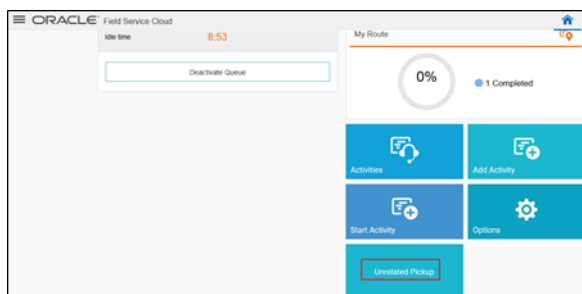 ORACLE Field Service Cloud
Idle time 8:53
Deactivate Queue
My Route
0%
1 Completed
Activities
Add Activity
Start Activity
Options
Unrelated Pickup